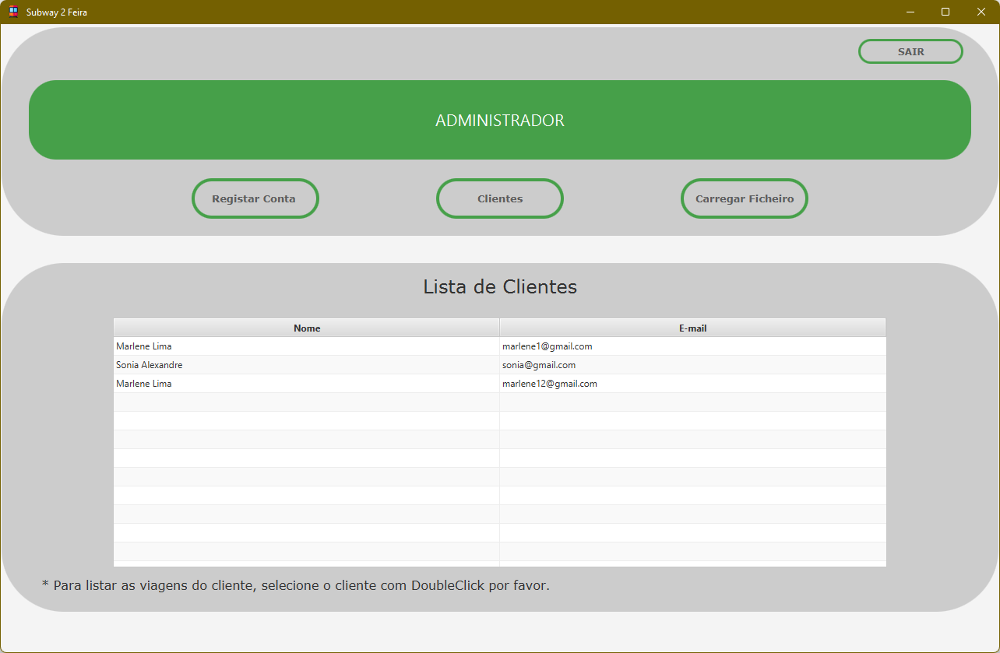 Subway 2 Feira
SAIR
ADMINISTRADOR
Registar Conta
Clientes
Carregar Ficheiro
Lista de Clientes
Nome E-mail
Marlene Lima marlene1@gmail.com
Sonia Alexandre sonia@gmail.com
Marlene Lima marlene12@gmail.com
* Para listar as viagens do cliente, selecione o cliente com DoubleClick por favor.